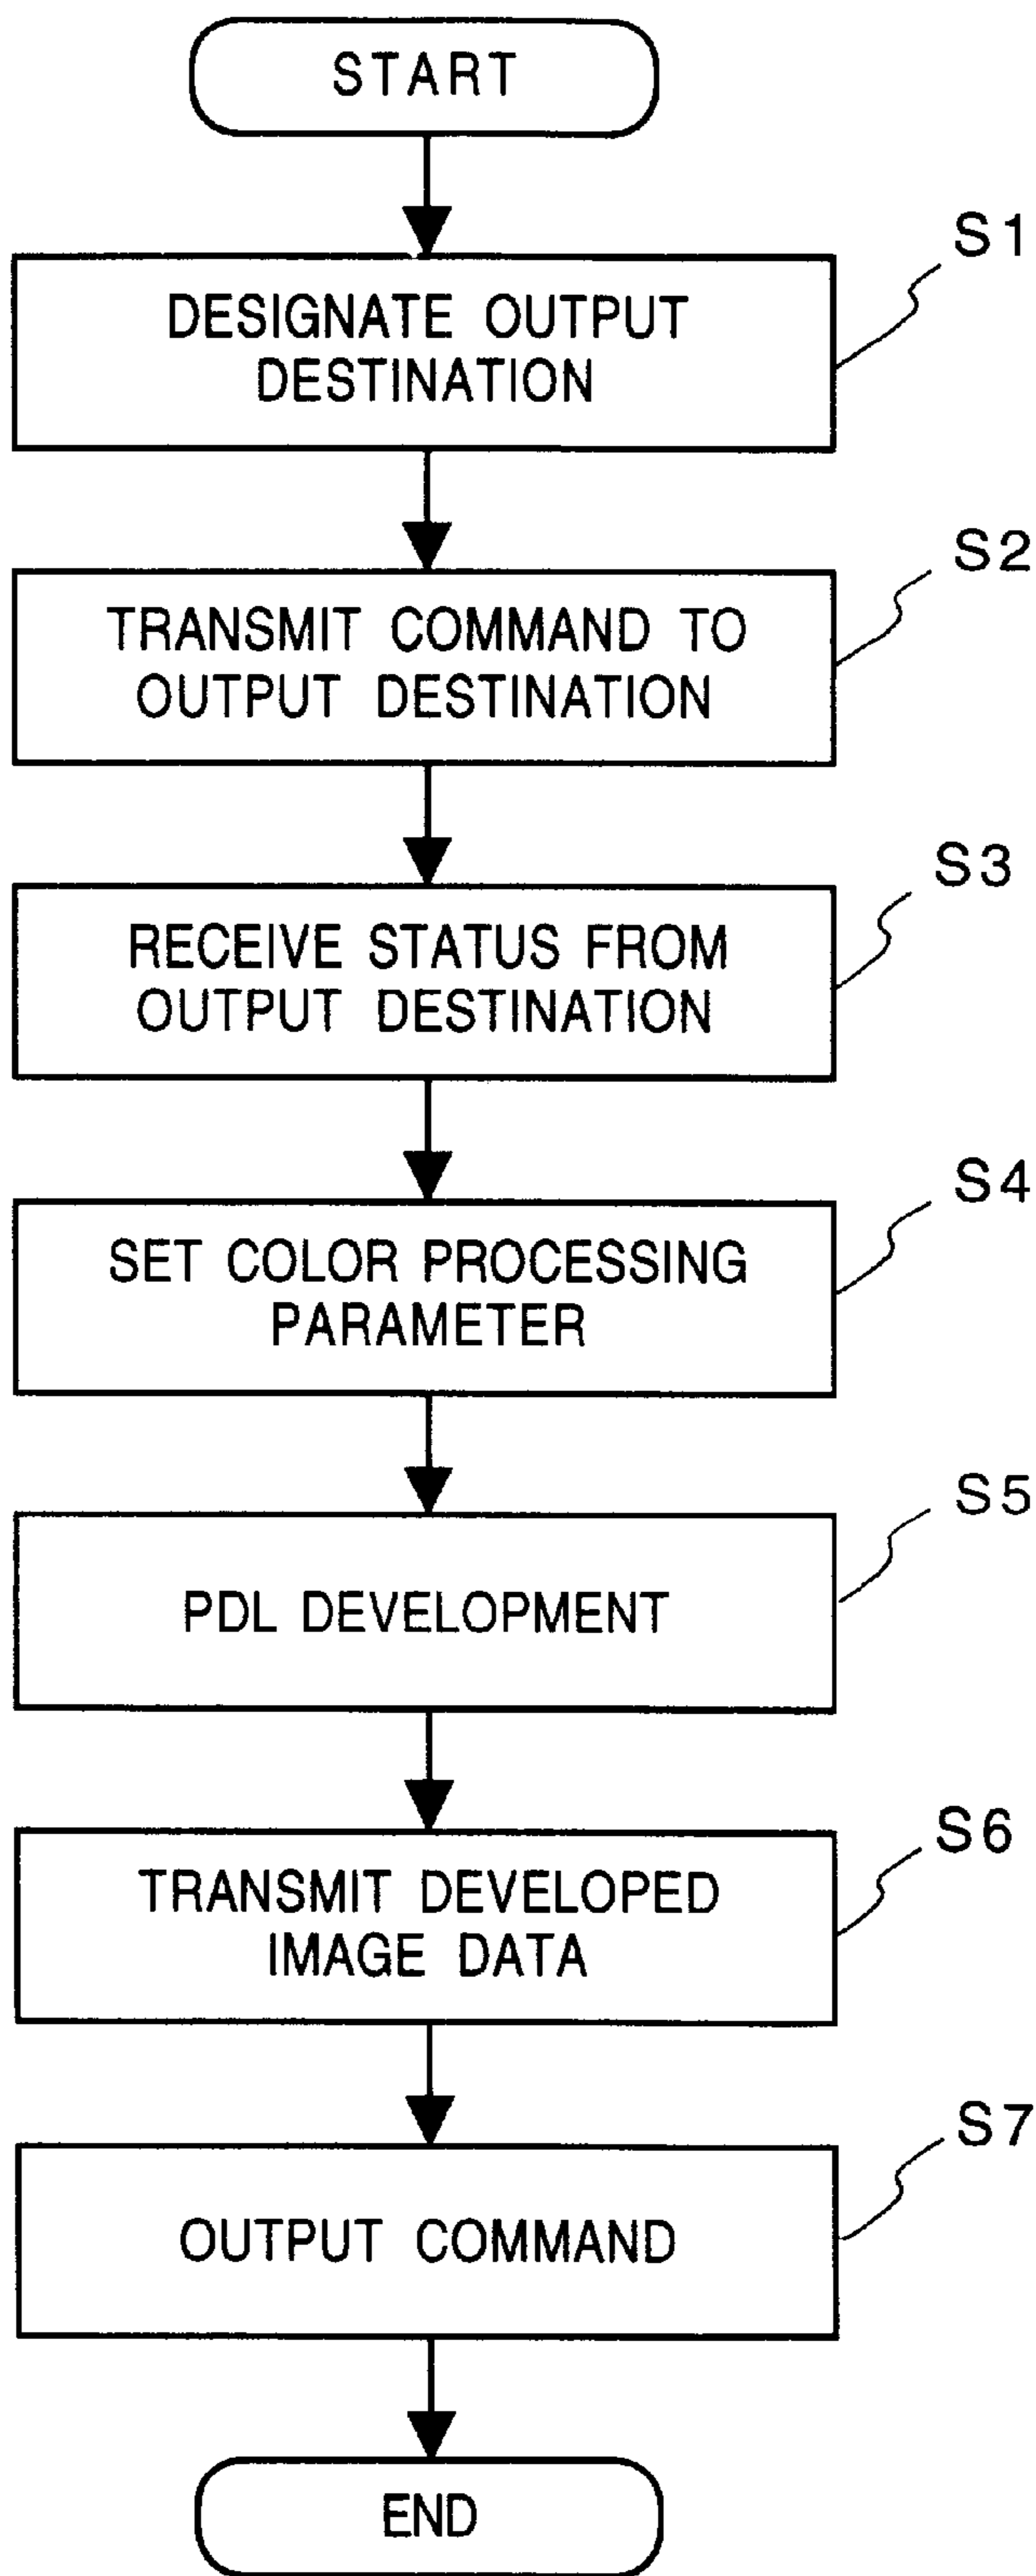 START
S1
DESIGNATE OUTPUT
DESTINATION
S2
TRANSMIT COMMAND TO
OUTPUT DESTINATION
S3
RECEIVE STATUS FROM
OUTPUT DESTINATION
S4
SET COLOR PROCESSING
PARAMETER
S5
PDL DEVELOPMENT
S6
TRANSMIT DEVELOPED
IMAGE DATA
S7
OUTPUT COMMAND
END